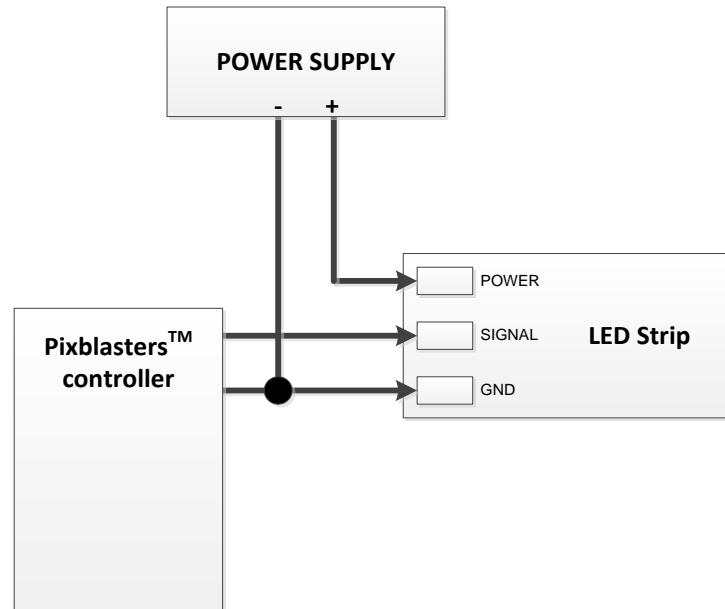 POWER SUPPLY
- +
POWER
SIGNAL
GND
LED Strip
Pixblasters™
controller